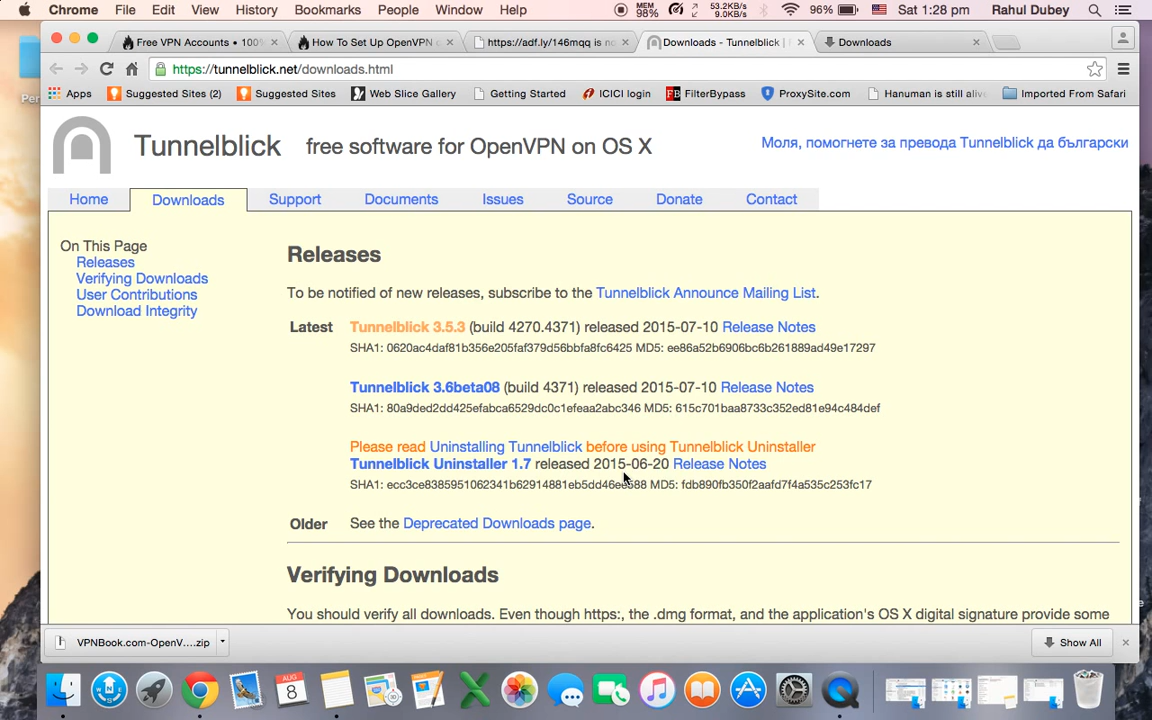 Chrome File Edit View History Bookmarks People Window Help MEM 98% 53.2KB/s 9.0KB/s 96% Sat 1:28 pm Rahul Dubey
Free VPN Accounts • 100% How To Set Up OpenVPN https://adf.ly/146mqq is n Downloads - Tunnelblick | Downloads
https://tunnelblick.net/downloads.html
Apps Suggested Sites (2) Suggested Sites Web Slice Gallery Getting Started ICICI login FilterBypass ProxySite.com Hanuman is still aliv Imported From Safari
Tunnelblick free software for OpenVPN on OS X Моля, помогнете за превода Tunnelblick да български
Home Downloads Support Documents Issues Source Donate Contact
On This Page
Releases
Verifying Downloads
User Contributions
Download Integrity
Releases
To be notified of new releases, subscribe to the Tunnelblick Announce Mailing List.
Latest Tunnelblick 3.5.3 (build 4270.4371) released 2015-07-10 Release Notes
SHA1: 0620ac4daf81b356e205faf379d56bbfa8fc6425 MD5: ee86a52b6906bc6b261889ad49e17297
Tunnelblick 3.6beta08 (build 4371) released 2015-07-10 Release Notes
SHA1: 80a9ded2dd425efabca6529dc0c1efeaa2abc346 MD5: 615c701baa8733c352ed81e94c484def
Please read Uninstalling Tunnelblick before using Tunnelblick Uninstaller
Tunnelblick Uninstaller 1.7 released 2015-06-20 Release Notes
SHA1: MD5: fdb890fb350f2aafd7f4a535c253fc17
Older See the Deprecated Downloads page.
Verifying Downloads
You should verify all downloads. Even though https:, the .dmg format, and the application's OS X digital signature provide some
VPNBook.com-OpenV....zip Show All
AUG
8